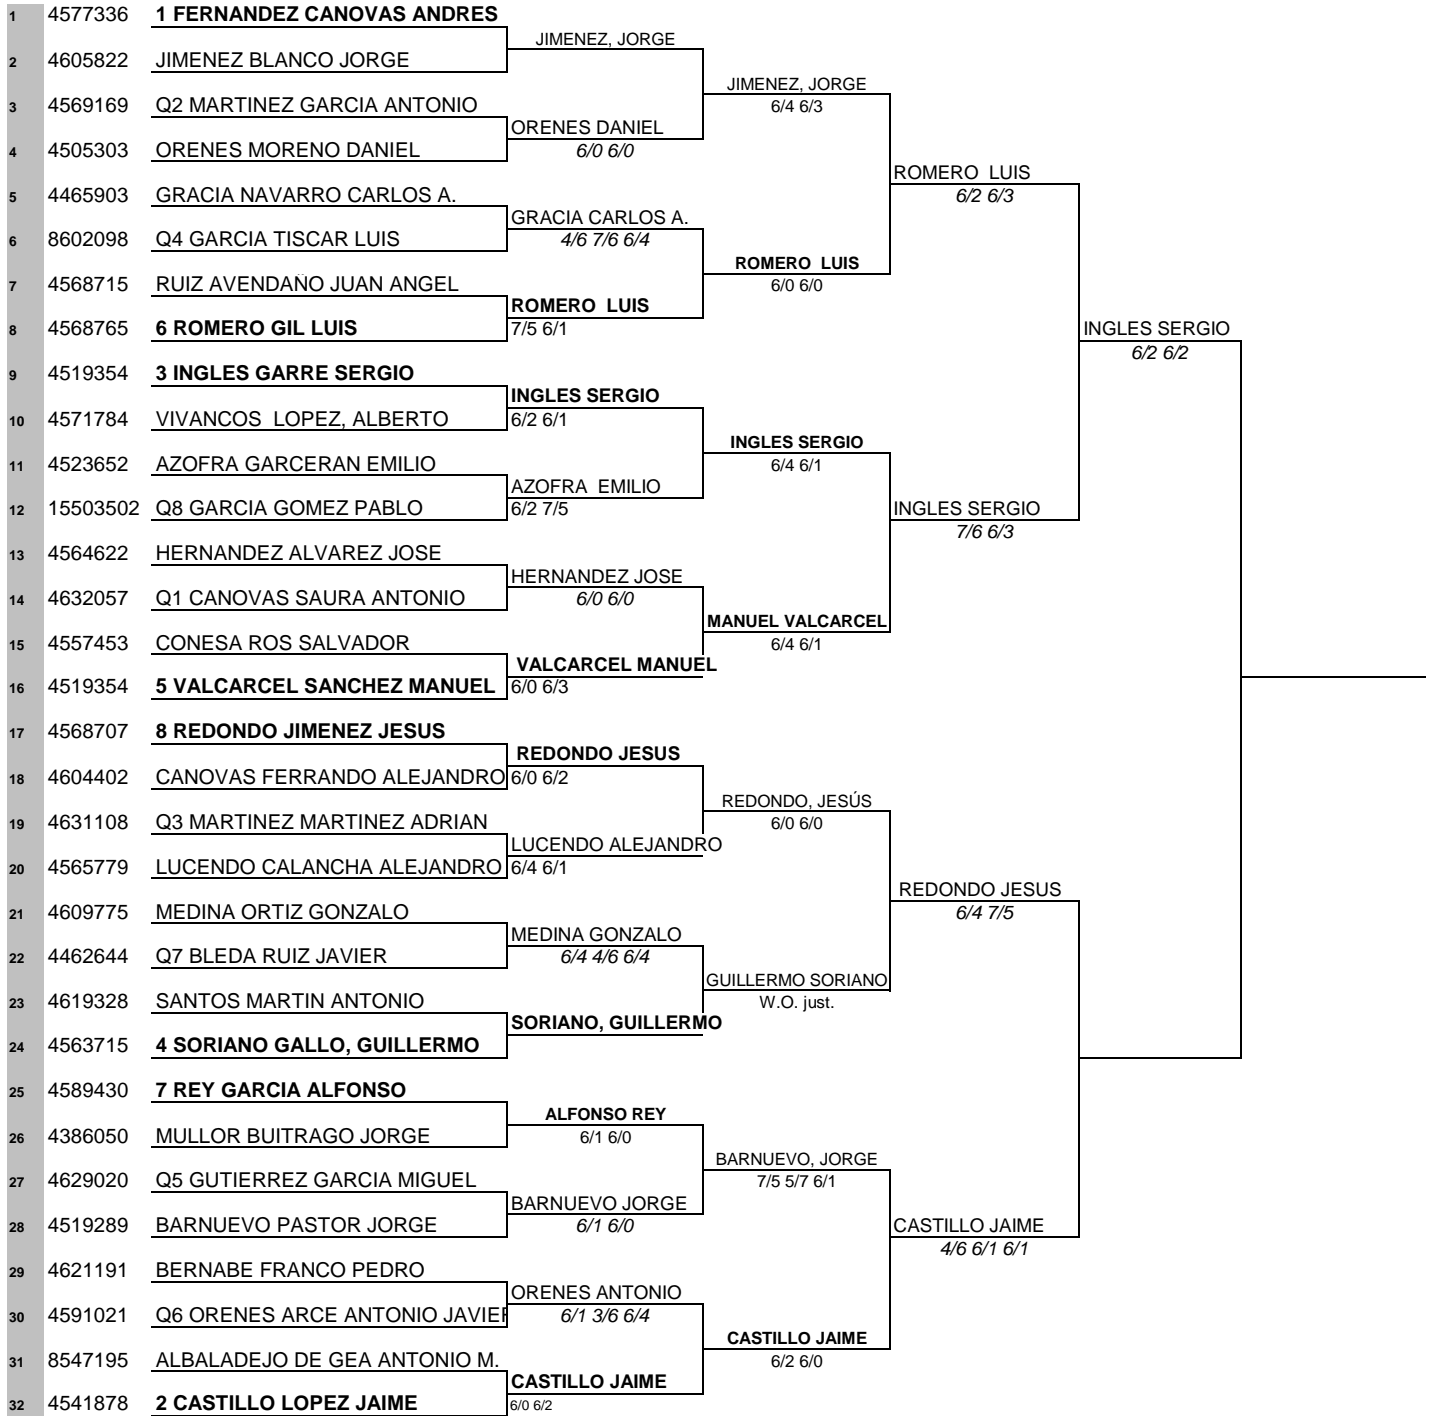 1 4577336 1 FERNANDEZ CANOVAS ANDRES
JIMENEZ, JORGE
2 4605822 JIMENEZ BLANCO JORGE
JIMENEZ, JORGE
3 4569169 Q2 MARTINEZ GARCIA ANTONIO
6/4 6/3
ORENES DANIEL
4 4505303 ORENES MORENO DANIEL
6/0 6/0
ROMERO LUIS
5 4465903 GRACIA NAVARRO CARLOS A.
6/2 6/3
GRACIA CARLOS A.
6 8602098 Q4 GARCIA TISCAR LUIS
4/6 7/6 6/4
ROMERO LUIS
7 4568715 RUIZ AVENDAÑO JUAN ANGEL
6/0 6/0
ROMERO LUIS
8 4568765 6 ROMERO GIL LUIS
7/5 6/1
INGLES SERGIO
6/2 6/2
9 4519354 3 INGLES GARRE SERGIO
INGLES SERGIO
10 4571784 VIVANCOS LOPEZ, ALBERTO
6/2 6/1
INGLES SERGIO
11 4523652 AZOFRA GARCERAN EMILIO
6/4 6/1
AZOFRA EMILIO
12 15503502 Q8 GARCIA GOMEZ PABLO
6/2 7/5
INGLES SERGIO
7/6 6/3
13 4564622 HERNANDEZ ALVAREZ JOSE
HERNANDEZ JOSE
14 4632057 Q1 CANOVAS SAURA ANTONIO
6/0 6/0
MANUEL VALCARCEL
15 4557453 CONESA ROS SALVADOR
6/4 6/1
VALCARCEL MANUEL
16 4519354 5 VALCARCEL SANCHEZ MANUEL
6/0 6/3
17 4568707 8 REDONDO JIMENEZ JESUS
REDONDO JESUS
18 4604402 CANOVAS FERRANDO ALEJANDRO
6/0 6/2
REDONDO, JESÚS
19 4631108 Q3 MARTINEZ MARTINEZ ADRIAN
6/0 6/0
LUCENDO ALEJANDRO
20 4565779 LUCENDO CALANCHA ALEJANDRO
6/4 6/1
REDONDO JESUS
21 4609775 MEDINA ORTIZ GONZALO
6/4 7/5
MEDINA GONZALO
22 4462644 Q7 BLEDA RUIZ JAVIER
6/4 4/6 6/4
GUILLERMO SORIANO
23 4619328 SANTOS MARTIN ANTONIO
W.O. just.
SORIANO, GUILLERMO
24 4563715 4 SORIANO GALLO, GUILLERMO
25 4589430 7 REY GARCIA ALFONSO
ALFONSO REY
26 4386050 MULLOR BUITRAGO JORGE
6/1 6/0
BARNUEVO, JORGE
27 4629020 Q5 GUTIERREZ GARCIA MIGUEL
7/5 5/7 6/1
BARNUEVO JORGE
28 4519289 BARNUEVO PASTOR JORGE
6/1 6/0
CASTILLO JAIME
4/6 6/1 6/1
29 4621191 BERNABE FRANCO PEDRO
ORENES ANTONIO
30 4591021 Q6 ORENES ARCE ANTONIO JAVIER
6/1 3/6 6/4
CASTILLO JAIME
31 8547195 ALBALADEJO DE GEA ANTONIO M.
6/2 6/0
CASTILLO JAIME
32 4541878 2 CASTILLO LOPEZ JAIME
6/0 6/2